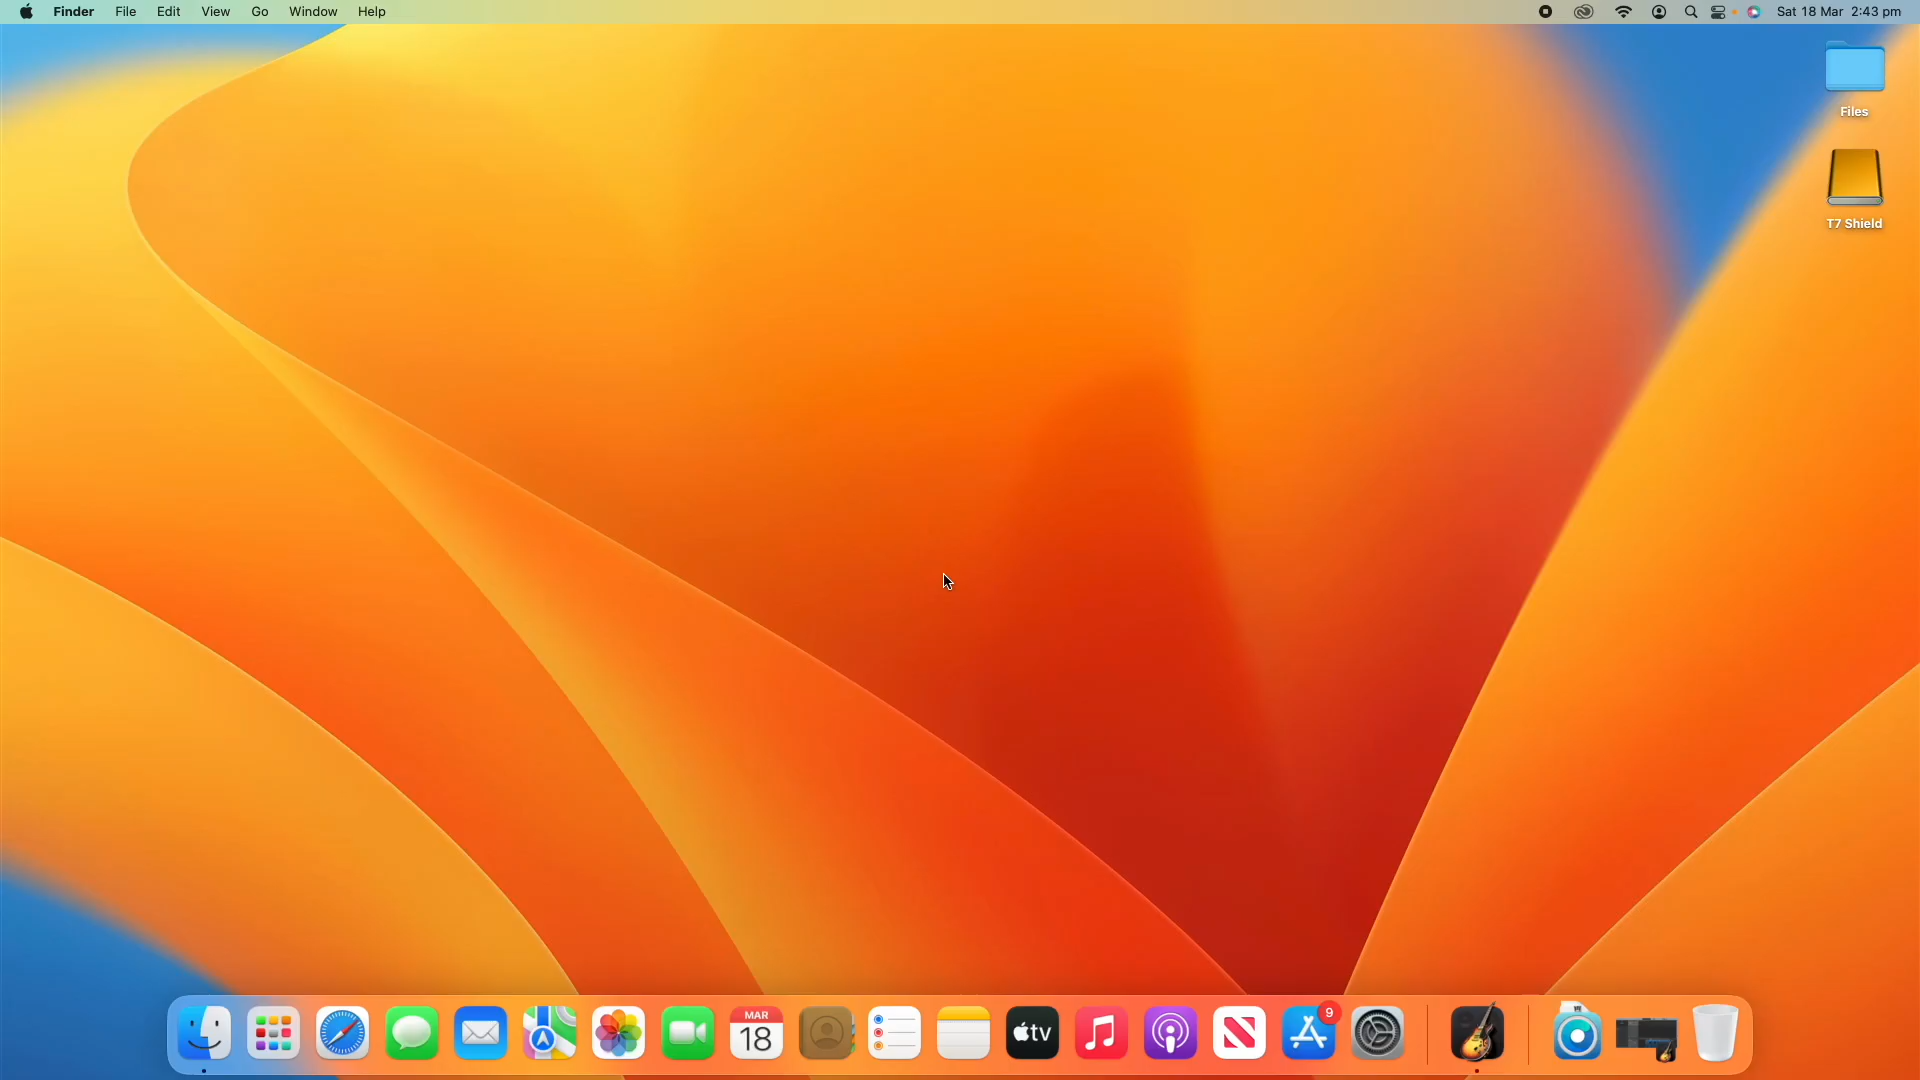 Finder File Edit View Go Window Help Sat 18 Mar 2:43 pm
Files
T7 Shield
MAR
18
tv
9